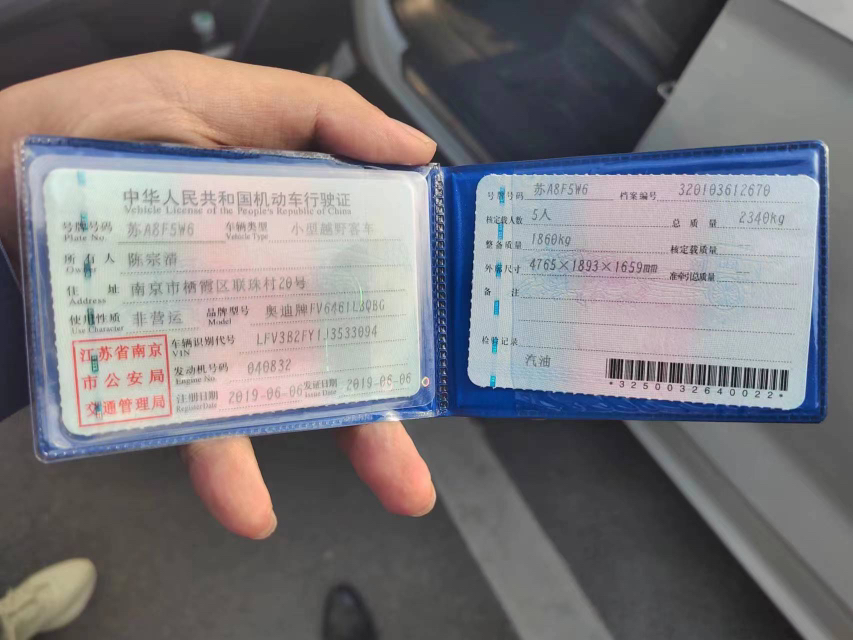 中华人民共和国机动车行驶证
Vehicle License of the People's Republic of China
号牌号码 苏A8F5W6 车辆类型 小型越野客车
Plate No Vehicle Type
所有人 陈宗清
住 址 南京市栖霞区联珠村20号
Address
使用性质 非营运 品牌型号 奥迪牌FV6461LJQBG
Use Character Model
车辆识别代号 LFV3B2FY1J3533094
VIN
发动机号码 040832
Engine No.
注册日期 2019-06-06 发证日期 2019-06-06
Register Date Issue Date
江苏省南京
市公安局
交通管理局
号牌号码 苏A8F5W6 档案编号 320103612670
核定载人数 5人 总质量 2340kg
整备质量 1860kg 核定载质量 --
外廓尺寸 4765×1893×1659mm 准牵引总质量 --
备 注
检验记录
汽油
*3250032640022*